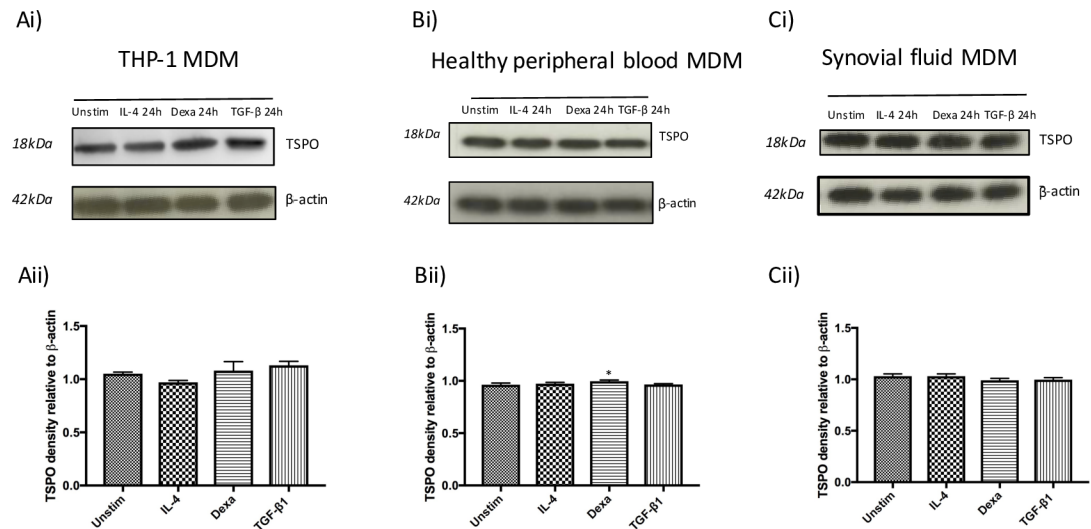 Ai)
THP-1 MDM
Unstim IL-4 24h Dexa 24h TGF-β 24h
18kDa TSPO
42kDa β-actin
Bi)
Healthy peripheral blood MDM
Unstim IL-4 24h Dexa 24h TGF-β 24h
18kDa TSPO
42kDa β-actin
Ci)
Synovial fluid MDM
Unstim IL-4 24h Dexa 24h TGF-β 24h
18kDa TSPO
42kDa β-actin
Aii)
TSPO density relative to β-actin
1.5
1.0
0.5
0.0
Unstim IL-4 Dexa TGF-β1
Bii)
TSPO density relative to β-actin
1.5
1.0
0.5
0.0
*
Unstim IL-4 Dexa TGF-β1
Cii)
TSPO density relative to β-actin
1.5
1.0
0.5
0.0
Unstim IL-4 Dexa TGF-β1